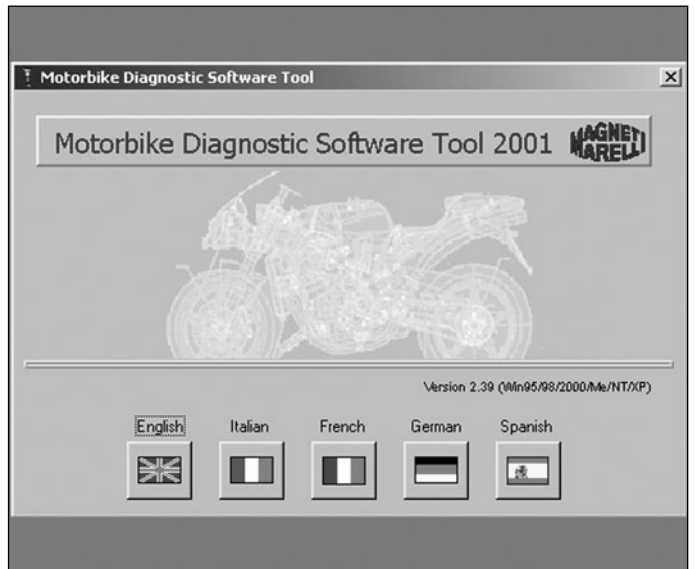 Motorbike Diagnostic Software Tool
Motorbike Diagnostic Software Tool 2001 MAGNETI MARELLI
Version 2.39 (Win95/98/2000/Me/NT/XP)
English Italian French German Spanish